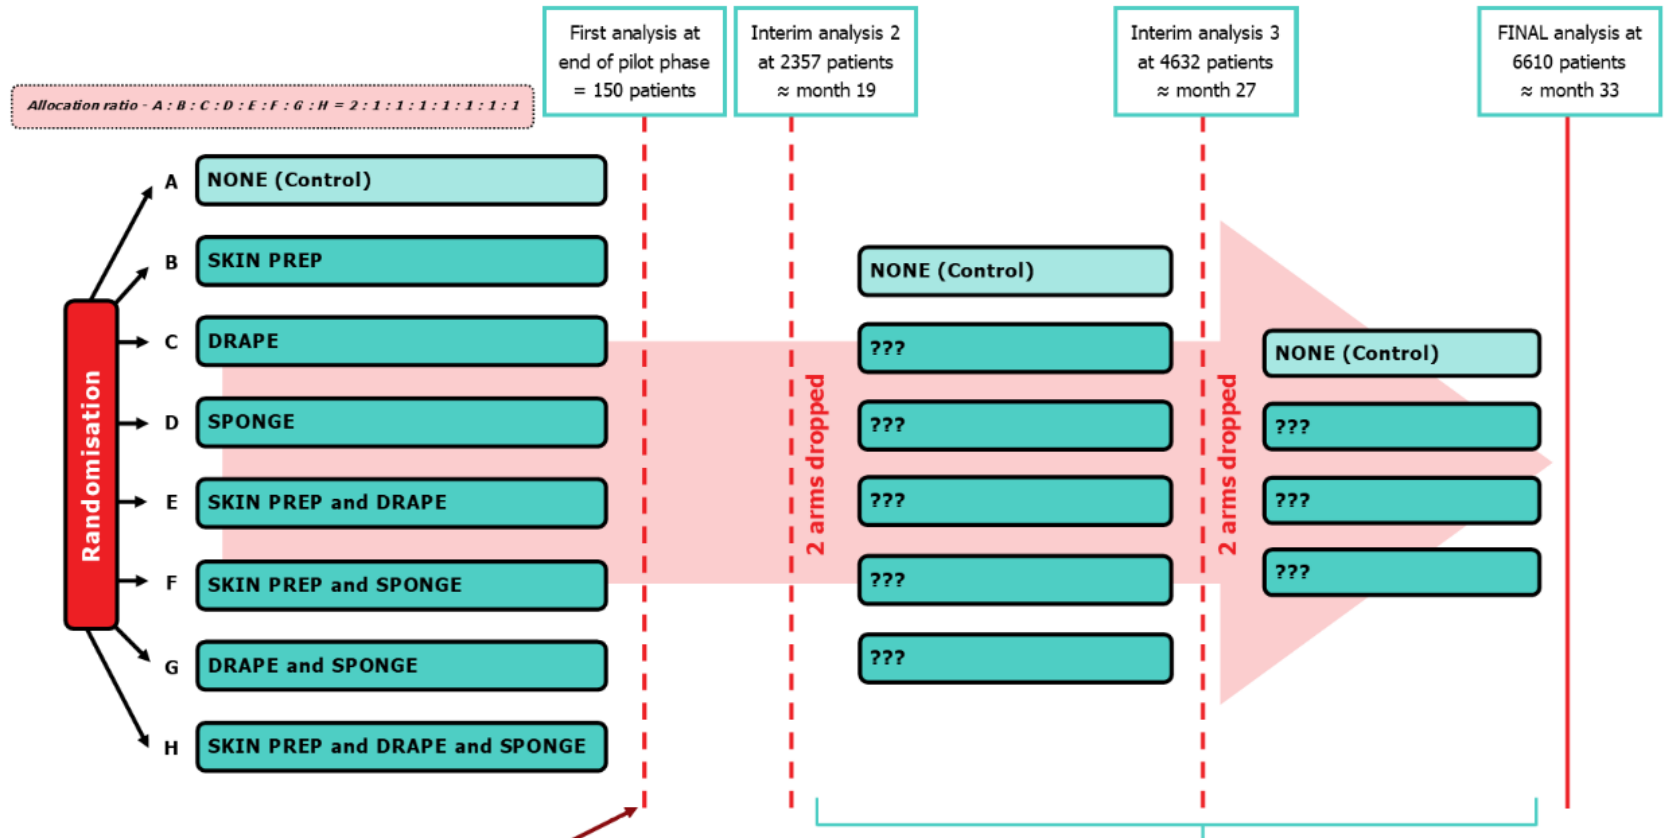 First analysis at
end of pilot phase
= 150 patients
Interim analysis 2
at 2357 patients
≈ month 19
Interim analysis 3
at 4632 patients
≈ month 27
FINAL analysis at
6610 patients
≈ month 33
Allocation ratio - A : B : C : D : E : F : G : H = 2 : 1 : 1 : 1 : 1 : 1 : 1 : 1
Randomisation
A NONE (Control)
B SKIN PREP
C DRAPE
D SPONGE
E SKIN PREP and DRAPE
F SKIN PREP and SPONGE
G DRAPE and SPONGE
H SKIN PREP and DRAPE and SPONGE
2 arms dropped
NONE (Control)
???
???
???
???
???
2 arms dropped
NONE (Control)
???
???
???